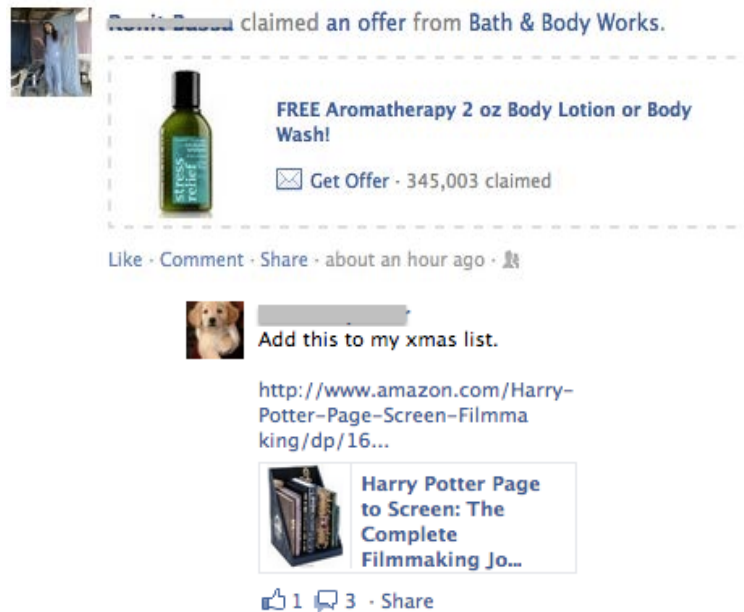 claimed an offer from Bath & Body Works.
FREE Aromatherapy 2 oz Body Lotion or Body
Wash!
stress
relief
Get Offer · 345,003 claimed
Like · Comment · Share · about an hour ago ·
Add this to my xmas list.
http://www.amazon.com/Harry-
Potter-Page-Screen-Filmma
king/dp/16...
Harry Potter Page
to Screen: The
Complete
Filmmaking Jo...
1 3 · Share